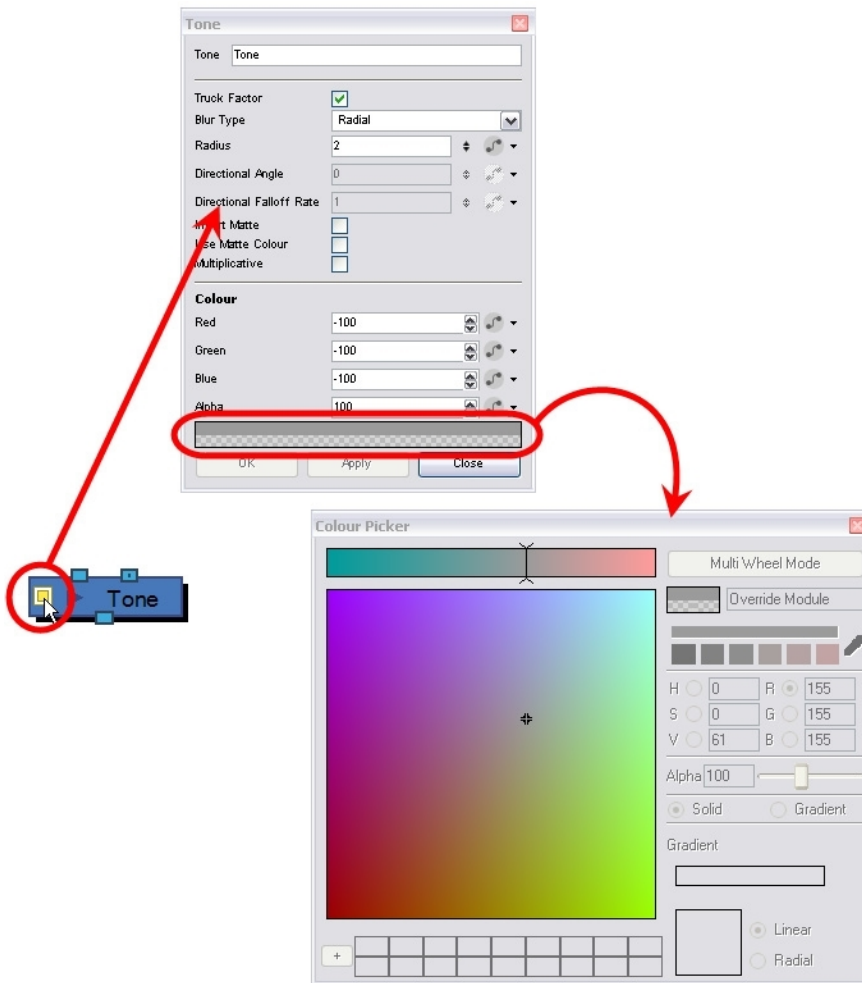 Tone
Tone Tone
Truck Factor
Blur Type Radial
Radius 2
Directional Angle 0
Directional Falloff Rate 1
Invert Matte
Use Matte Colour
Multiplicative
Colour
Red -100
Green -100
Blue -100
Alpha 100
OK Apply Close
Tone
Colour Picker
Multi Wheel Mode
Override Module
H 0 R 155
S 0 G 155
V 61 B 155
Alpha 100
Solid Gradient
Gradient
Linear
+
Radial